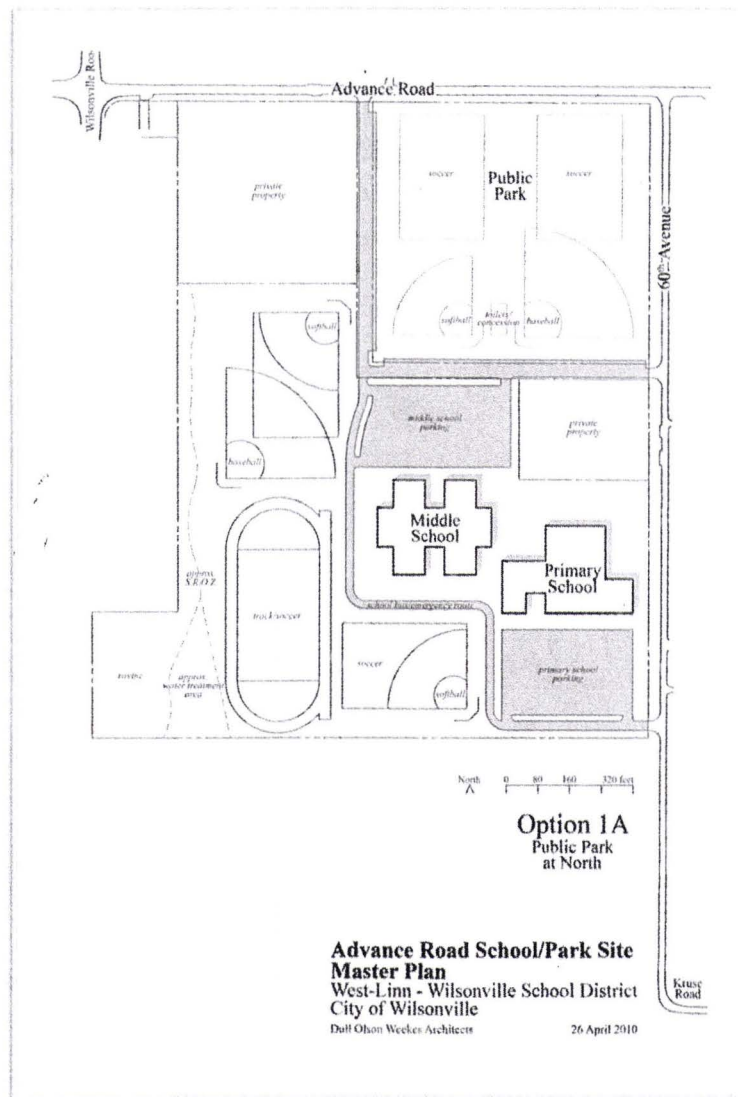 Advance Road
Wilsonville Roa
private
property
soccer
Public
Park
soccer
60th Avenue
softball
toilets/
concession
baseball
softball
middle school
parking
private
property
baseball
Middle
School
Primary
School
approx.
S.R.O.Z
track/soccer
school bus/emergency route
ravine
approx.
water treatment
area
soccer
softball
primary school
parking
North
0 80 160 320 feet
Option 1A
Public Park
at North
Advance Road School/Park Site
Master Plan
West-Linn - Wilsonville School District
City of Wilsonville
Dull Olson Weekes Architects
26 April 2010
Kruse
Road